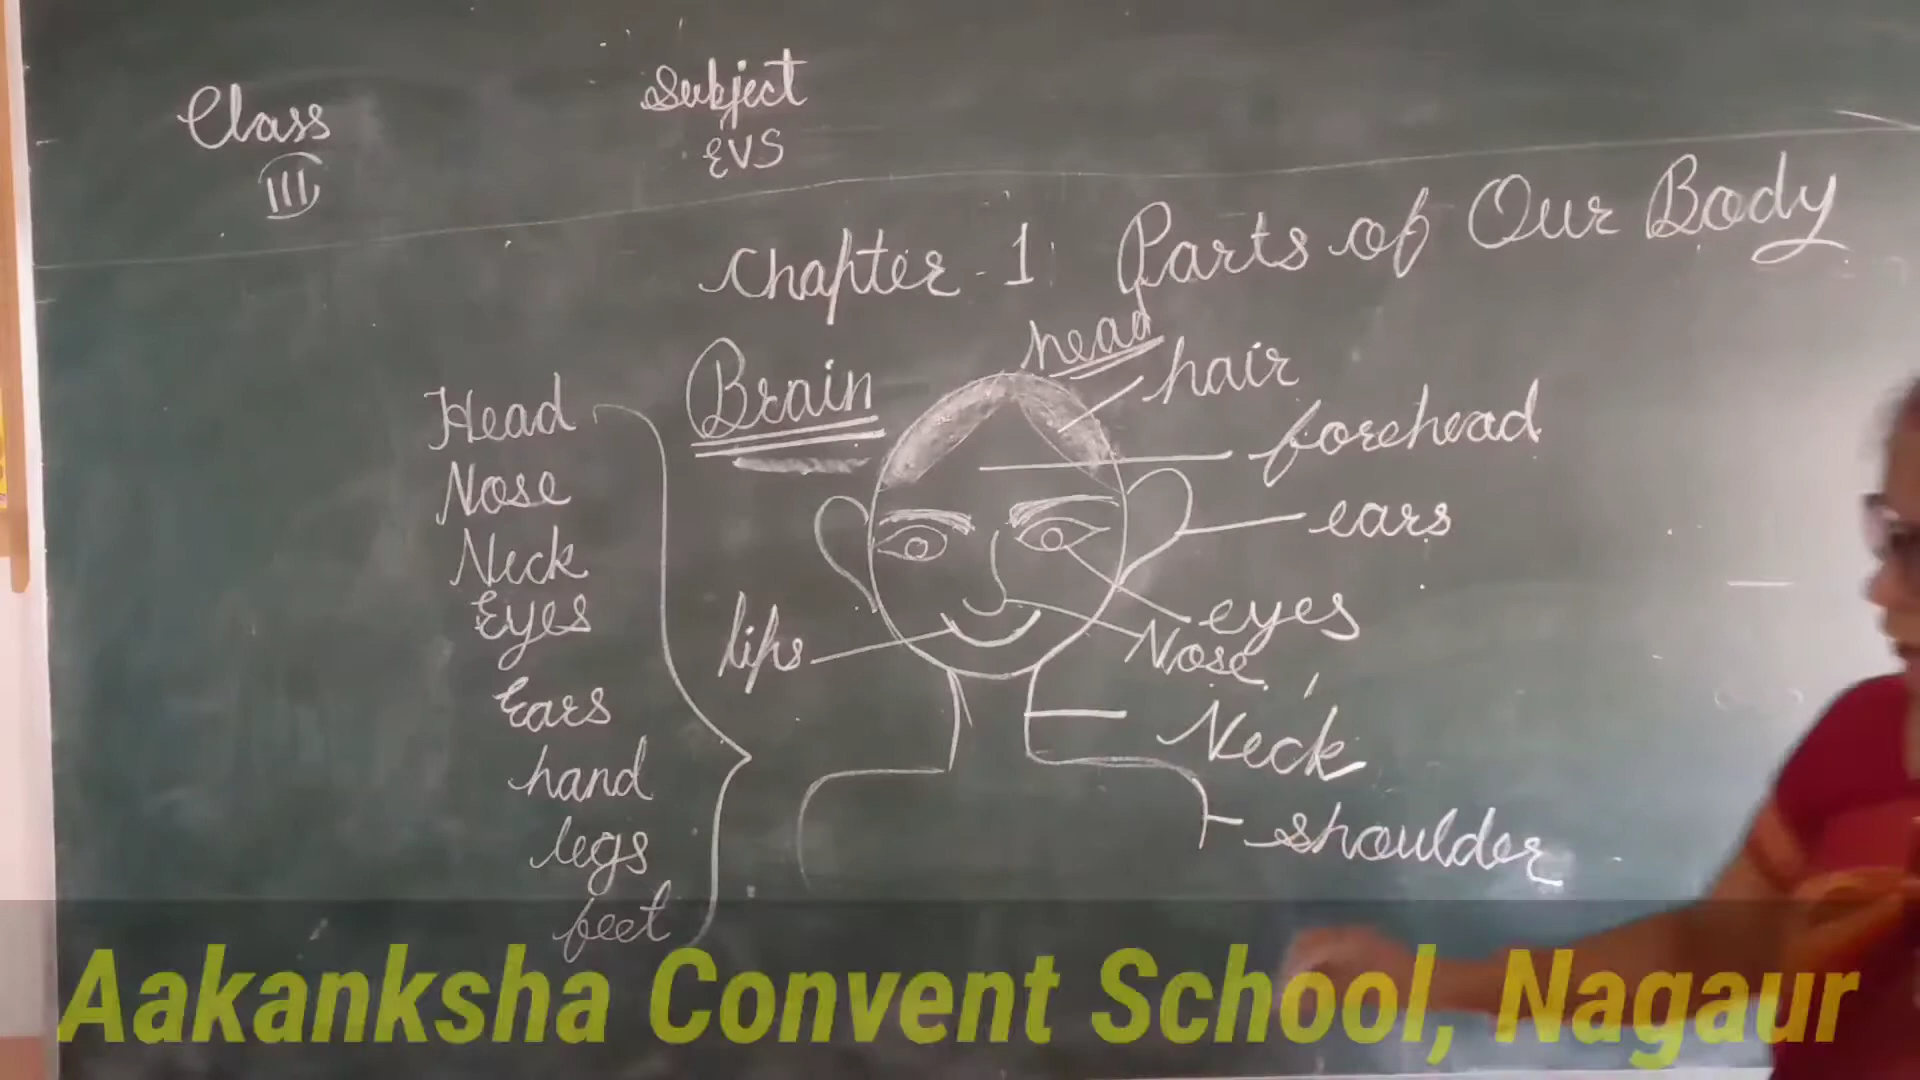 Class
III
Subject
EVS
Chapter - 1 Parts of Our Body
Head
Nose
Neck
Eyes
Ears
hand
legs
feet
Brain
head
hair
forehead
ears
eyes
Nose
lips
Neck
shoulder
Aakanksha Convent School, Nagaur